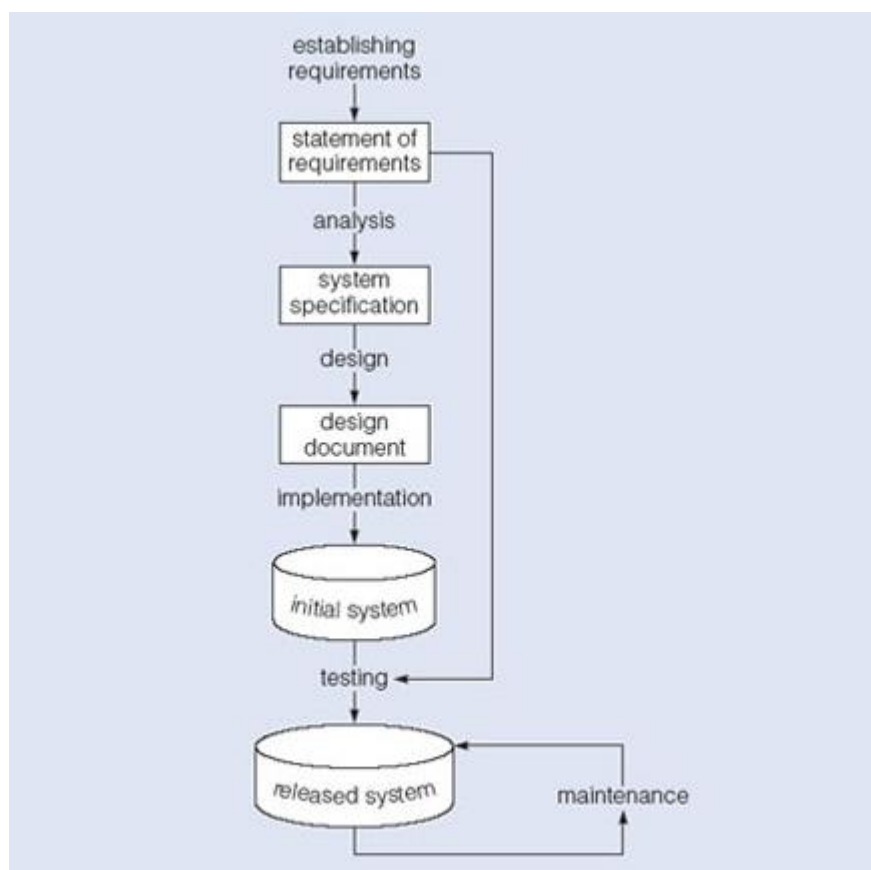 establishing
requirements
statement of
requirements
analysis
system
specification
design
design
document
implementation
initial system
testing
released system
maintenance